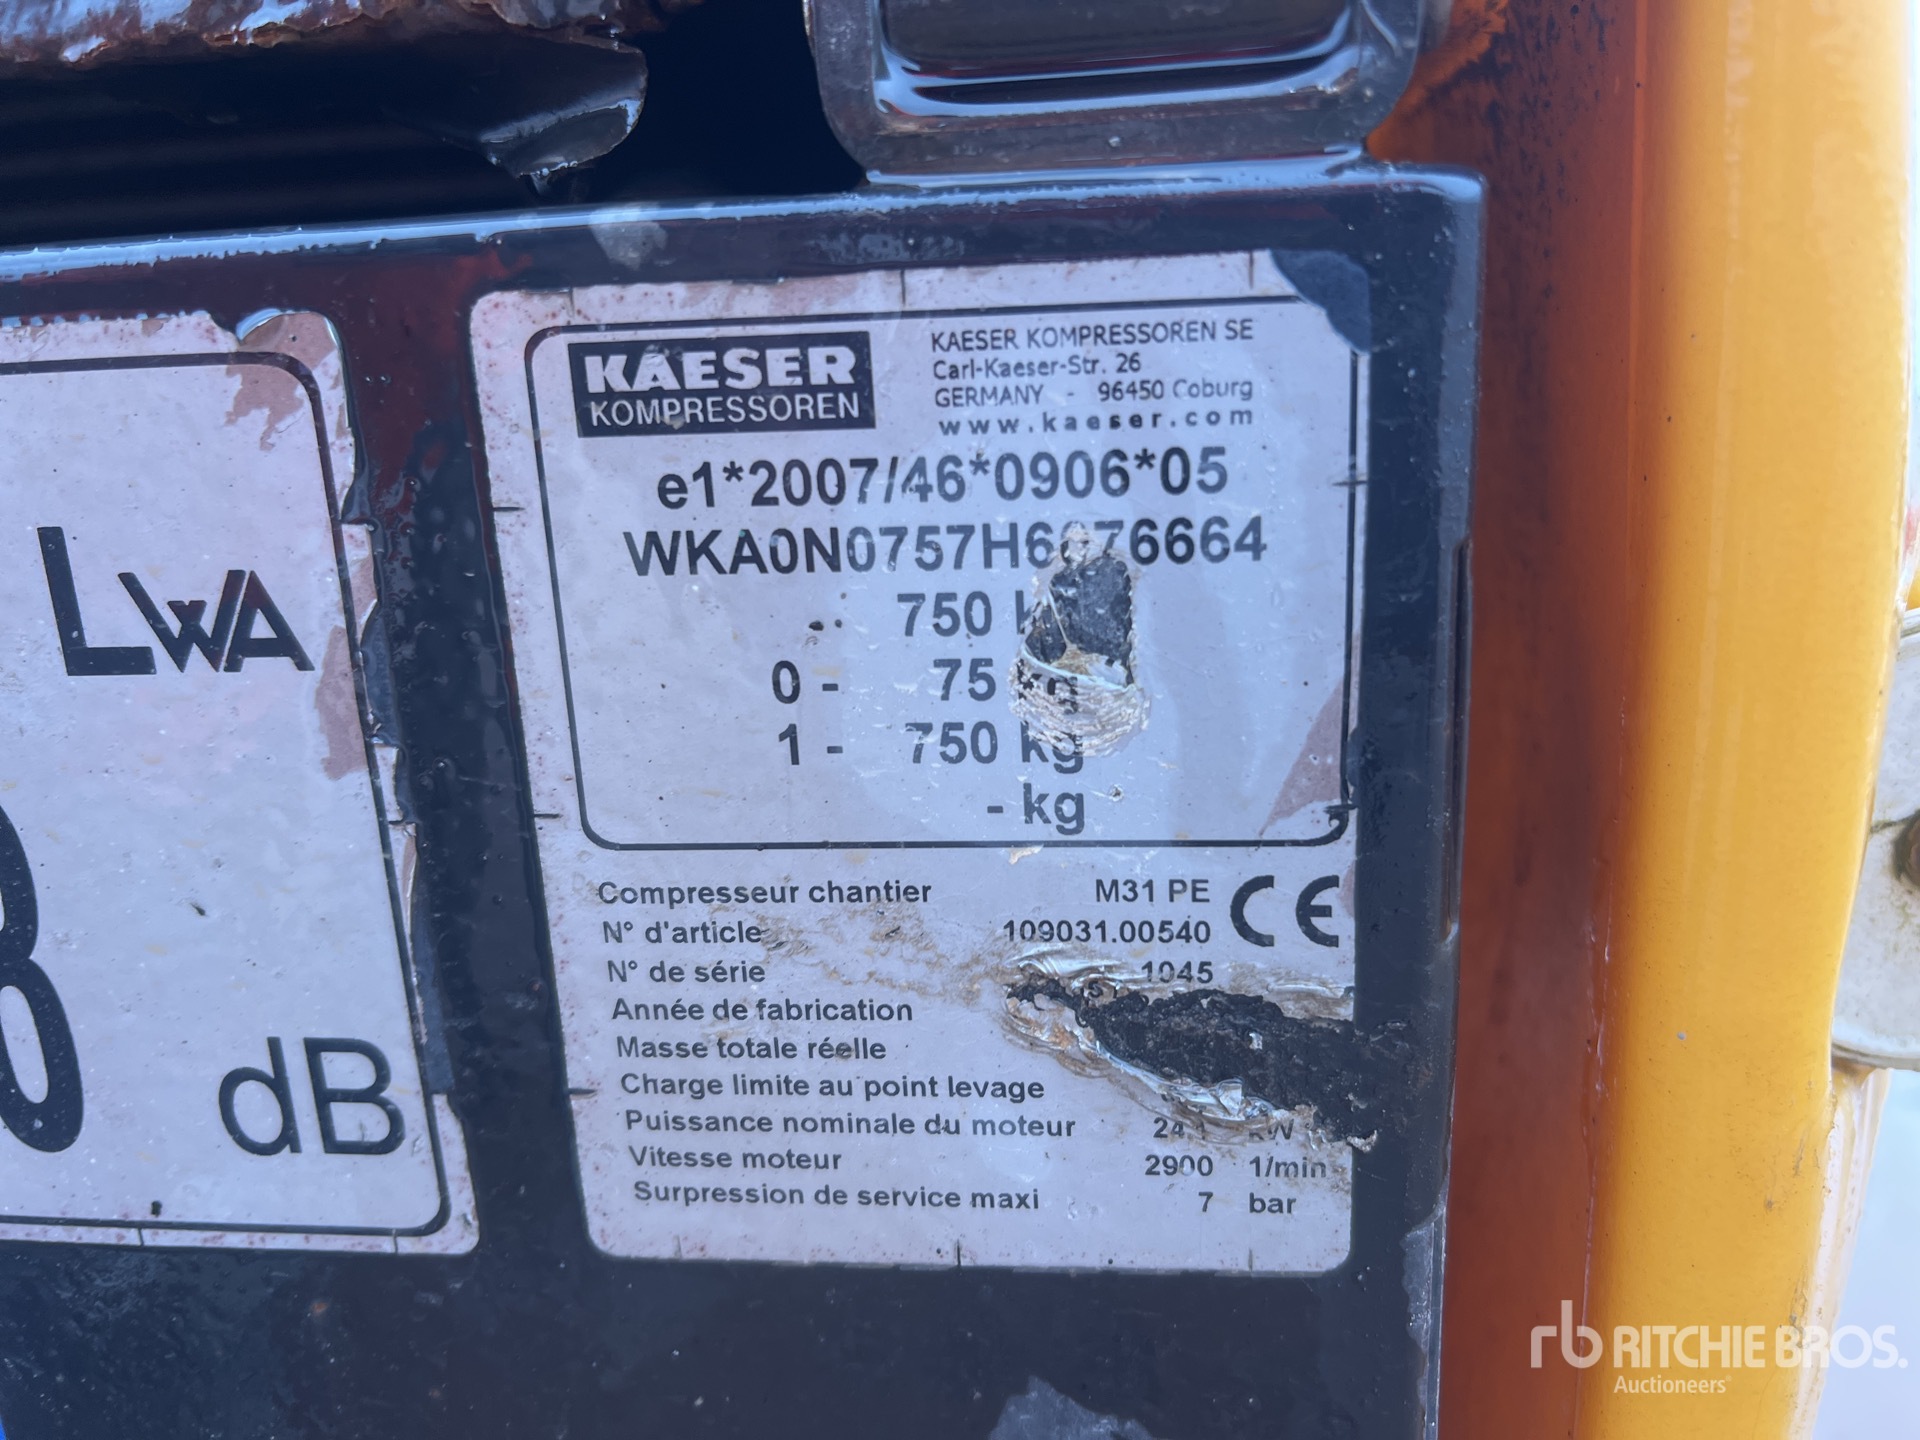 LWA
dB
KAESER
KOMPRESSOREN
KAESER KOMPRESSOREN SE
Carl-Kaeser-Str. 26
GERMANY - 96450 Coburg
www.kaeser.com
e1*2007/46*0906*05
750
0 - 75 kg
1 - 750 kg
- kg
Compresseur chantier M31 PE
CE
N° d'article 109031.00540
N° de série 1045
Année de fabrication
Masse totale réelle
Charge limite au point levage
Puissance nominale du moteur kW
Vitesse moteur 2900 1/min
Surpression de service maxi 7 bar
rb RITCHIE BROS.
Auctioneers